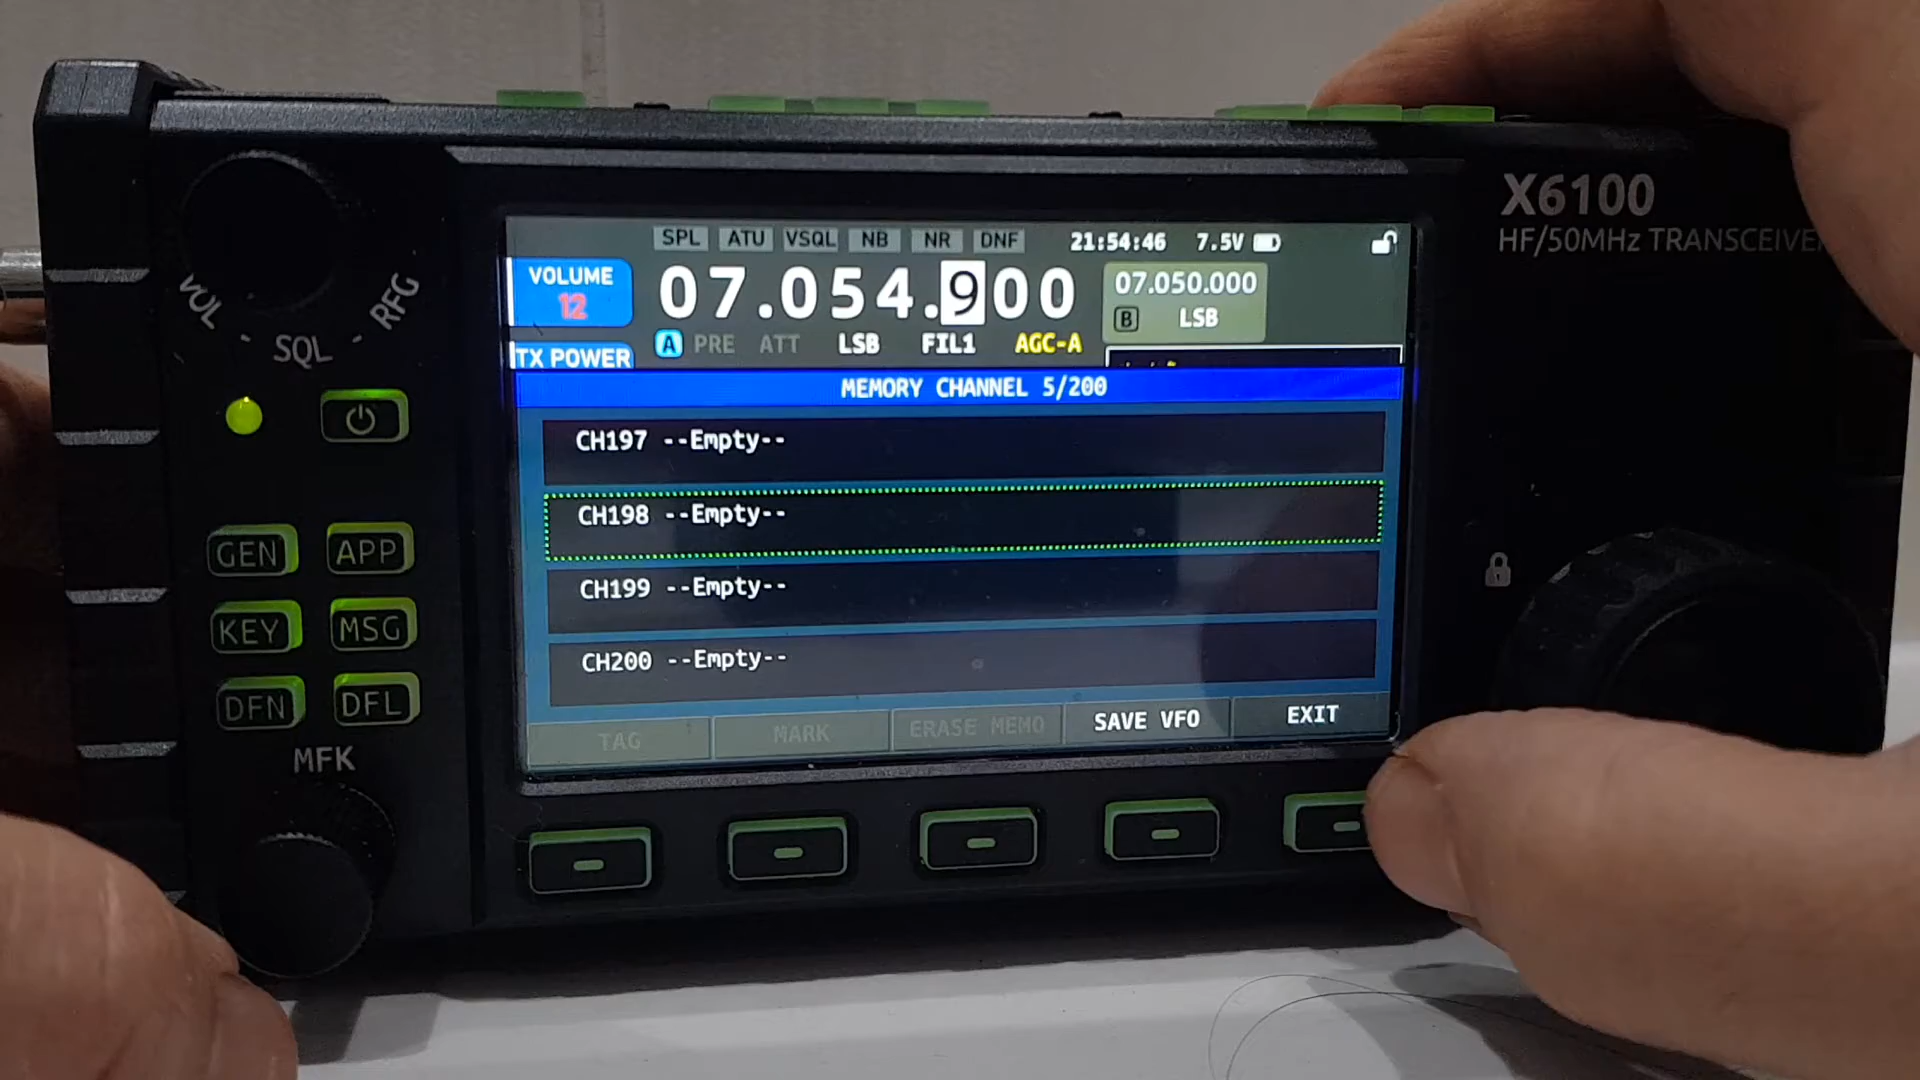 X6100
HF/50MHz TRANSCEIVER
SPL ATU VSQL NB NR DNF 21:54:46 7.5V
VOLUME
12
07.054.900
07.050.000
B LSB
A PRE ATT LSB FIL1 AGC-A
TX POWER
MEMORY CHANNEL 5/200
CH197 --Empty--
CH198 --Empty--
CH199 --Empty--
CH200 --Empty--
TAG MARK ERASE MEMO SAVE VFO EXIT
VOL - SQL - RFG
GEN APP
KEY MSG
DFN DFL
MFK